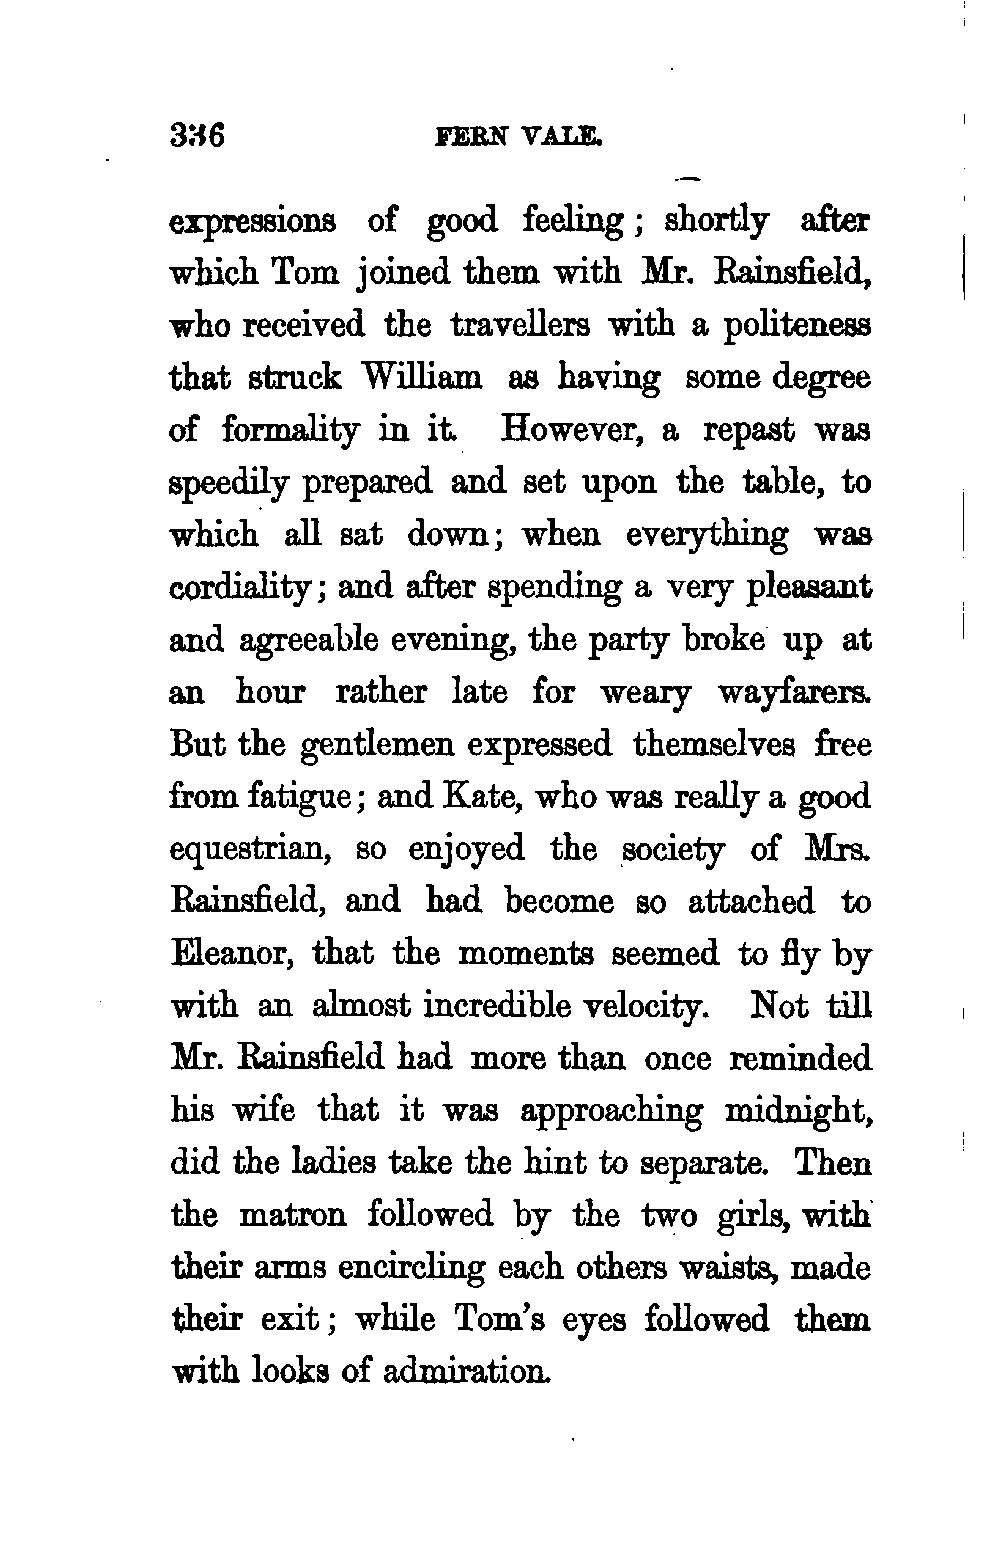 336 FERN VALE.
expressions of good feeling; shortly after
which Tom joined them with Mr. Rainsfield,
who received the travellers with a politeness
that struck William as having some degree
of formality in it. However, a repast was
speedily prepared and set upon the table, to
which all sat down; when everything was
cordiality; and after spending a very pleasant
and agreeable evening, the party broke up at
an hour rather late for weary wayfarers.
But the gentlemen expressed themselves free
from fatigue; and Kate, who was really a good
equestrian, so enjoyed the society of Mrs.
Rainsfield, and had become so attached to
Eleanor, that the moments seemed to fly by
with an almost incredible velocity. Not till
Mr. Rainsfield had more than once reminded
his wife that it was approaching midnight,
did the ladies take the hint to separate. Then
the matron followed by the two girls, with
their arms encircling each others waists, made
their exit; while Tom's eyes followed them
with looks of admiration.